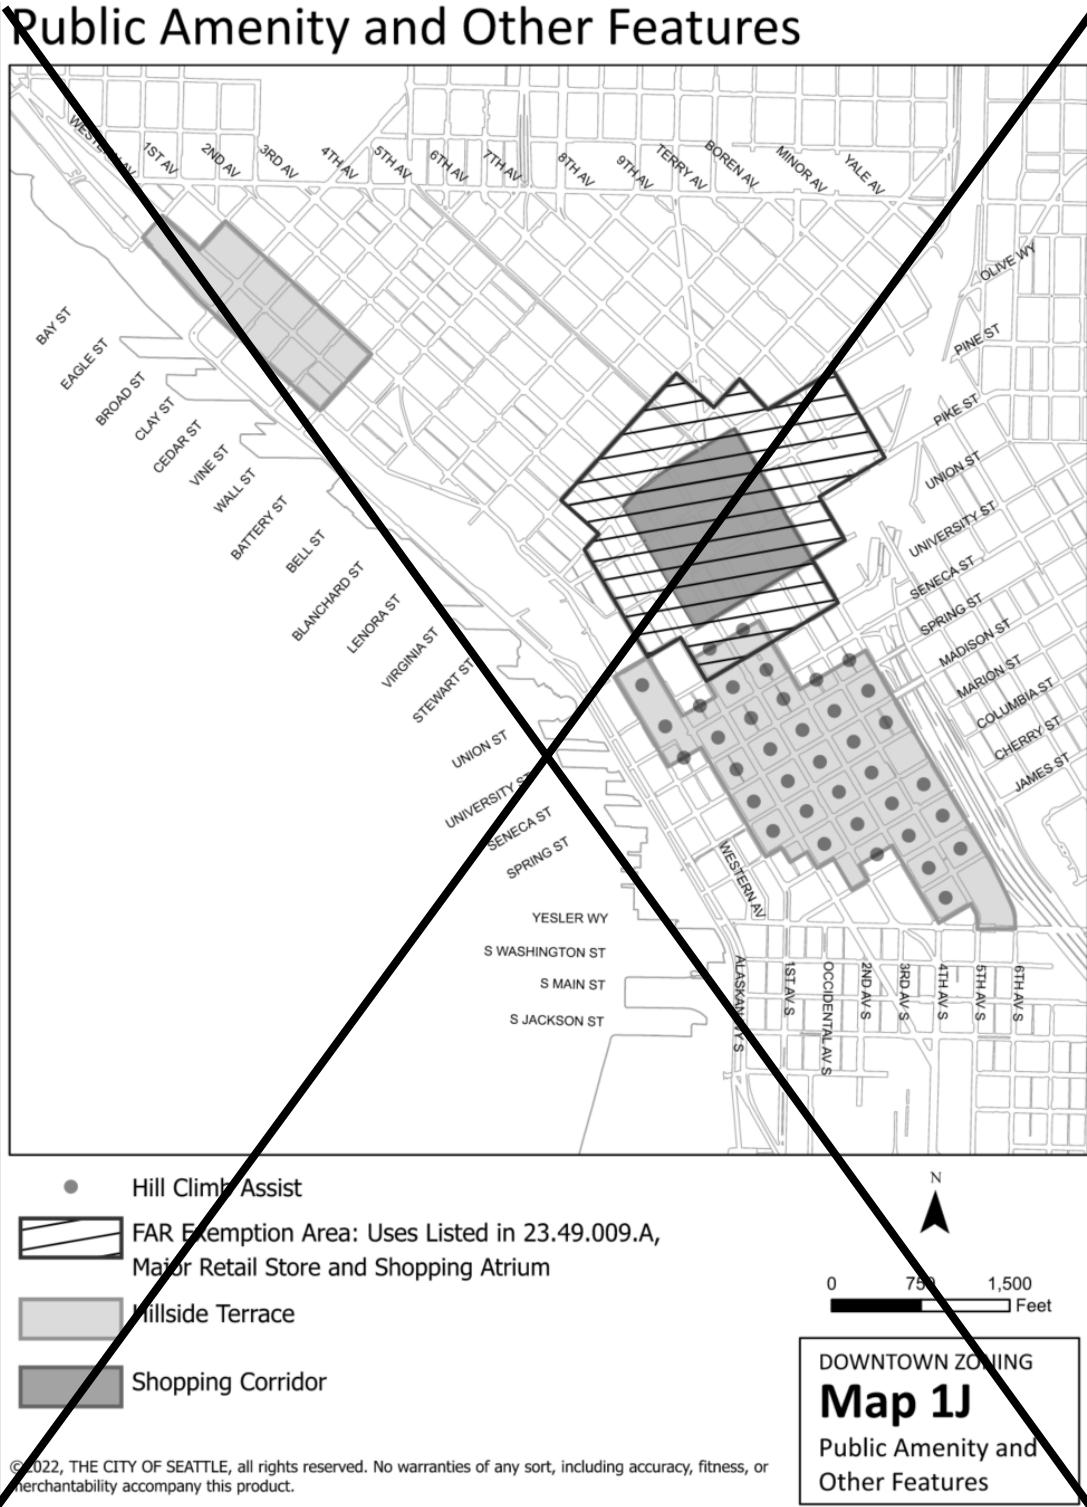 Public Amenity and Other Features
WESTERN AV
1ST AV
2ND AV
3RD AV
4TH AV
5TH AV
6TH AV
7TH AV
8TH AV
9TH AV
TERRY AV
BOREN AV
MINOR AV
YALE AV
OLIVE WY
PINE ST
PIKE ST
UNION ST
UNIVERSITY ST
SENECA ST
SPRING ST
MADISON ST
MARION ST
COLUMBIA ST
CHERRY ST
JAMES ST
BAY ST
EAGLE ST
BROAD ST
CLAY ST
CEDAR ST
VINE ST
WALL ST
BATTERY ST
BELL ST
BLANCHARD ST
LENORA ST
VIRGINIA ST
STEWART ST
UNION ST
UNIVERSITY ST
SENECA ST
SPRING ST
WESTERN AV
YESLER WY
S WASHINGTON ST
S MAIN ST
S JACKSON ST
ALASKAN WY S
1ST AV S
OCCIDENTAL AV S
2ND AV S
3RD AV S
4TH AV S
5TH AV S
6TH AV S
Hill Climb Assist
FAR Exemption Area: Uses Listed in 23.49.009.A,
Major Retail Store and Shopping Atrium
Hillside Terrace
Shopping Corridor
N
0 750 1,500
Feet
DOWNTOWN ZONING
Map 1J
Public Amenity and
Other Features
©2022, THE CITY OF SEATTLE, all rights reserved. No warranties of any sort, including accuracy, fitness, or
merchantability accompany this product.